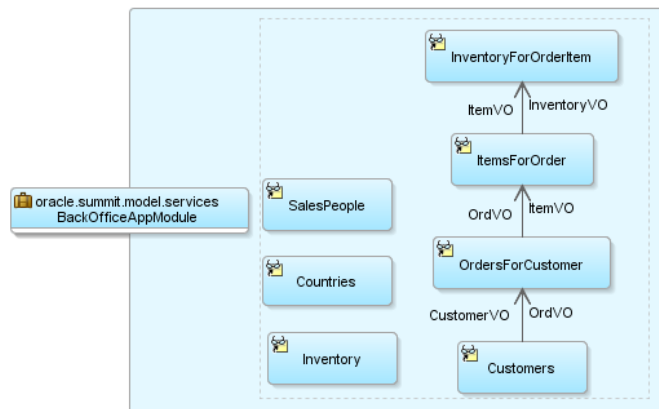 InventoryForOrderItem
ItemVO InventoryVO
ItemsForOrder
oracle.summit.model.services
BackOfficeAppModule
SalesPeople
OrdVO ItemVO
OrdersForCustomer
Countries
CustomerVO OrdVO
Inventory
Customers